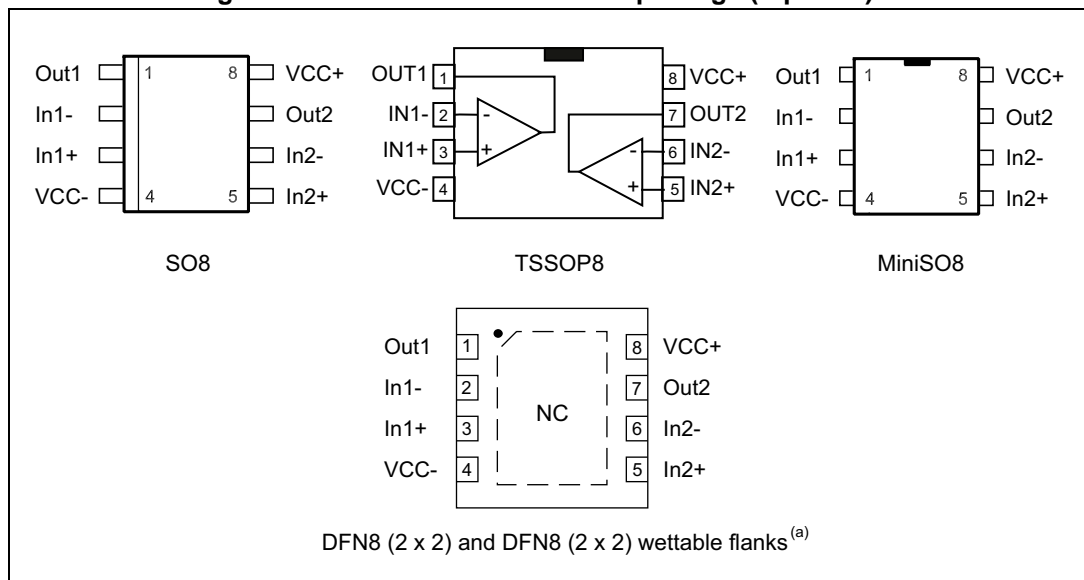 Out1 1 8 VCC+
In1- Out2
In1+ In2-
VCC- 4 5 In2+
SO8
OUT1 1 8 VCC+
IN1- 2 - 7 OUT2
IN1+ 3 + - 6 IN2-
VCC- 4 + 5 IN2+
TSSOP8
Out1 1 8 VCC+
In1- Out2
In1+ In2-
VCC- 4 5 In2+
MiniSO8
Out1 1 8 VCC+
In1- 2 7 Out2
In1+ 3 NC 6 In2-
VCC- 4 5 In2+
DFN8 (2 x 2) and DFN8 (2 x 2) wettable flanks(a)